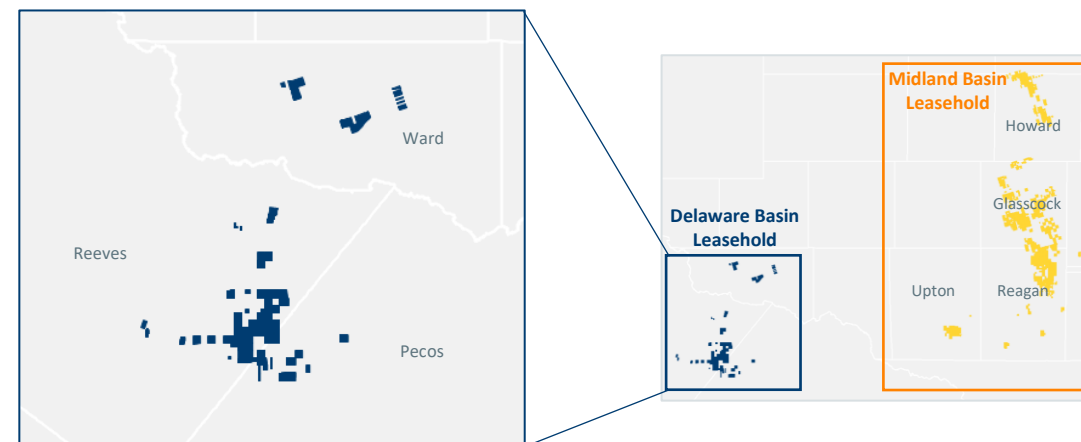 Ward
Reeves
Pecos
Midland Basin
Leasehold
Howard
Glasscock
Delaware Basin
Leasehold
Upton
Reagan